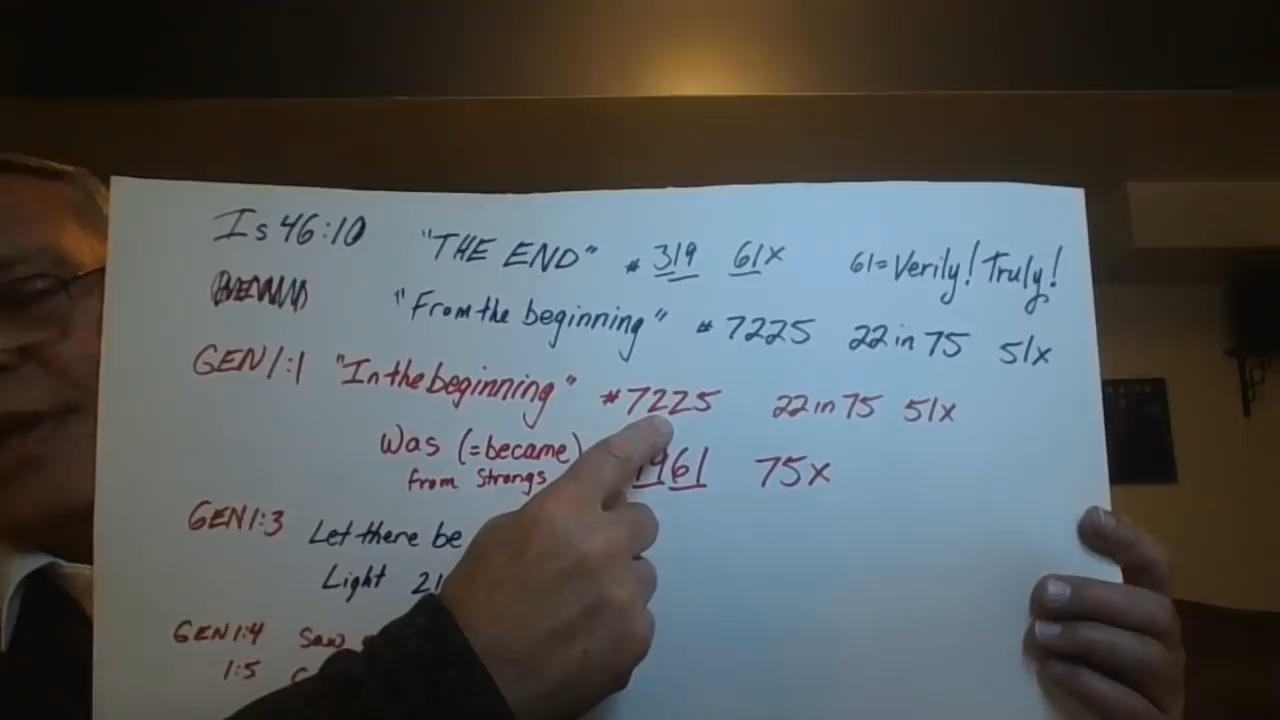 Is 46:10 "THE END" # 319 61x 61=Verily! Truly!
"From the beginning" # 7225 22 in 75 51x
GEN 1:1 "In the beginning" # 7225 22 in 75 51x
Was (=became) 1961 75x
from Strongs
GEN 1:3 Let there be
Light 21
GEN 1:4 Saw
1:5